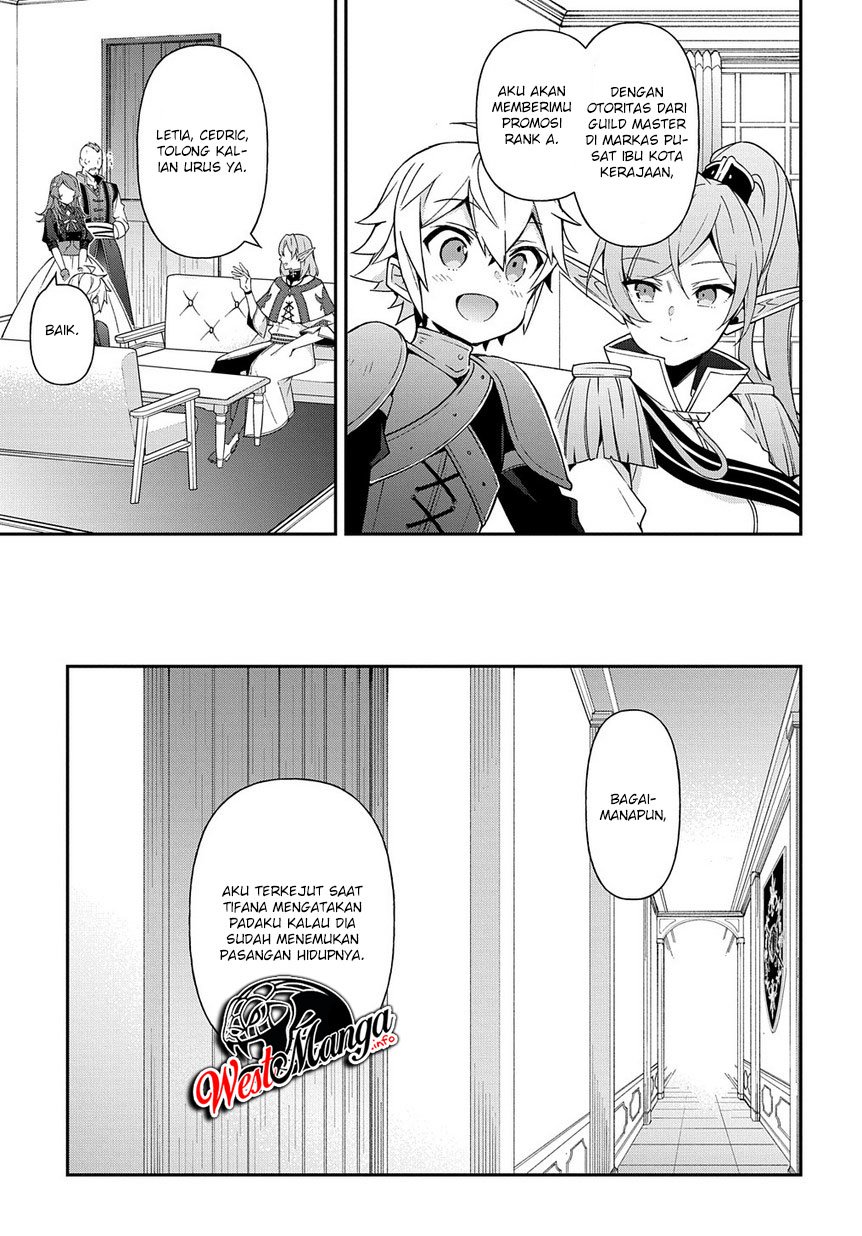 DENGAN
OTORITAS DARI
GUILD MASTER
DI MARKAS PU-
SAT IBU KOTA
KERAJAAN,
AKU AKAN
MEMBERIMU
PROMOSI
RANK A.
LETIA, CEDRIC,
TOLONG KAL-
IAN URUS YA.
BAIK.
BAGAI-
MANAPUN,
AKU TERKEJUT SAAT
TIFANA MENGATAKAN
PADAKU KALAU DIA
SUDAH MENEMUKAN
PASANGAN HIDUPNYA.
WestManga
.info